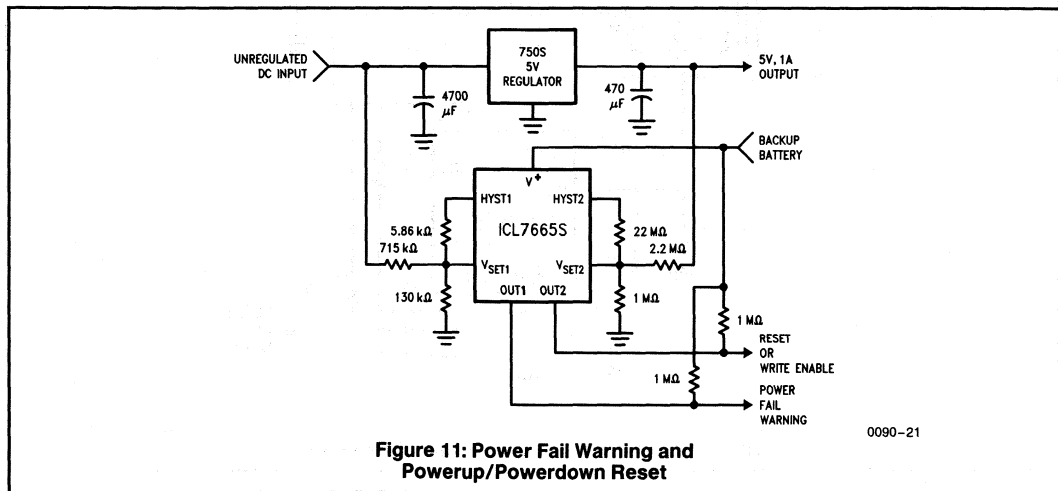 UNREGULATED
DC INPUT
750S
5V
REGULATOR
4700
μF
470
μF
5V, 1A
OUTPUT
BACKUP
BATTERY
V+
HYST1
HYST2
ICL7665S
5.86 kΩ
715 kΩ
130 kΩ
VSET1
VSET2
OUT1
OUT2
22 MΩ
2.2 MΩ
1 MΩ
1 MΩ
RESET
OR
WRITE ENABLE
1 MΩ
POWER
FAIL
WARNING
0090–21
Figure 11: Power Fail Warning and
Powerup/Powerdown Reset